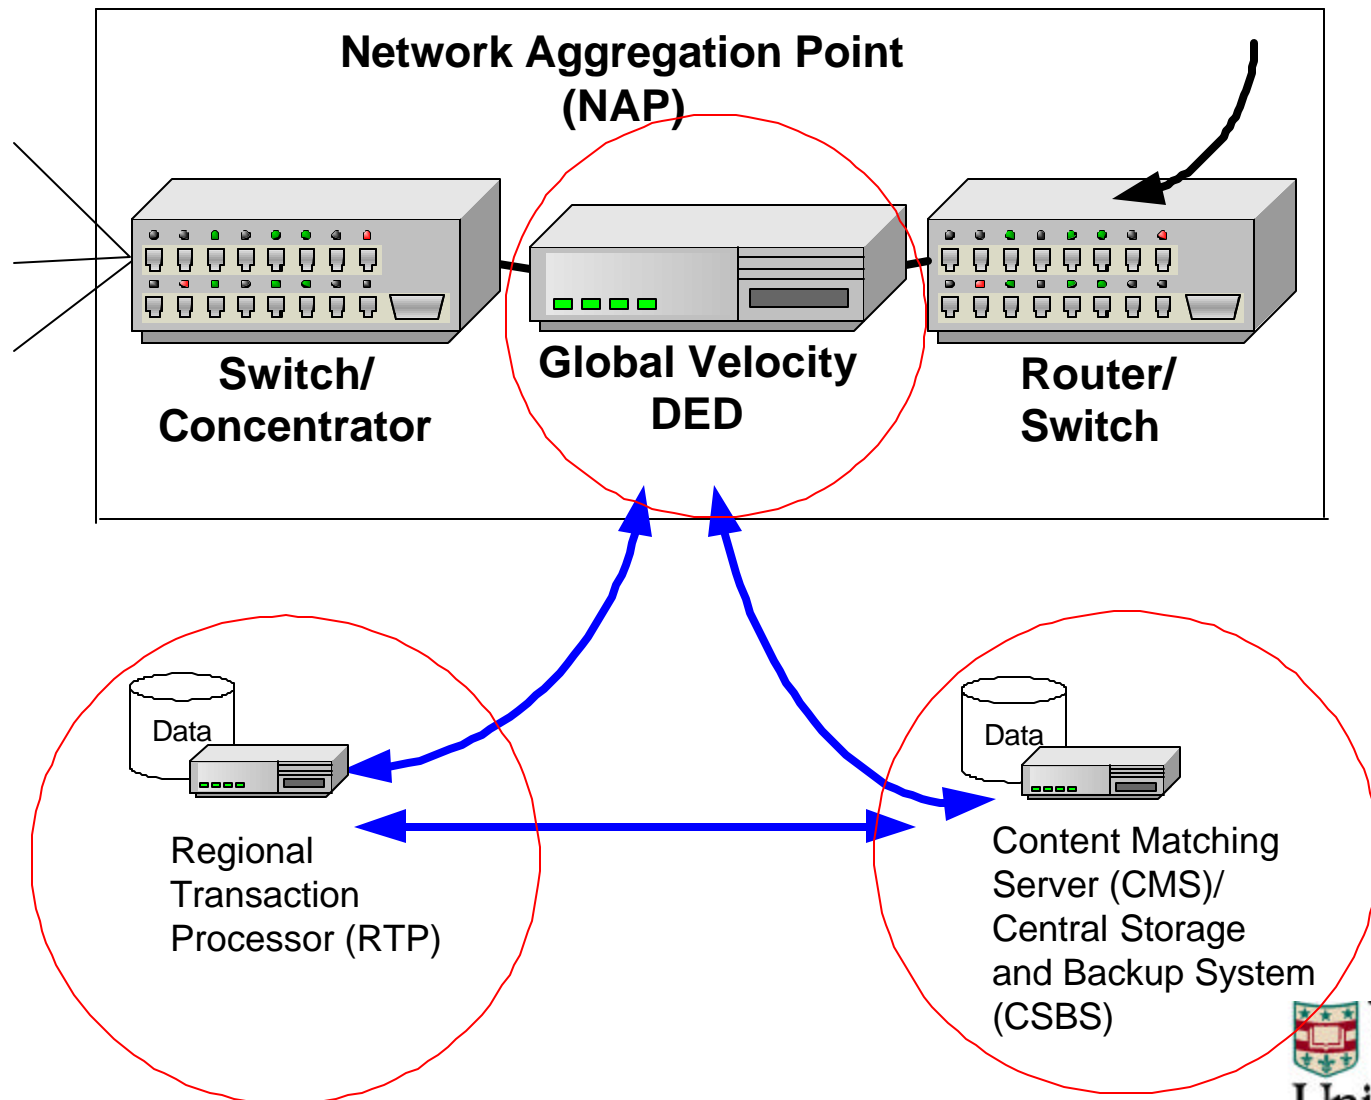 Network Aggregation Point
(NAP)
Switch/
Concentrator
Global Velocity
DED
Router/
Switch
Data
Regional
Transaction
Processor (RTP)
Data
Content Matching
Server (CMS)/
Central Storage
and Backup System
(CSBS)